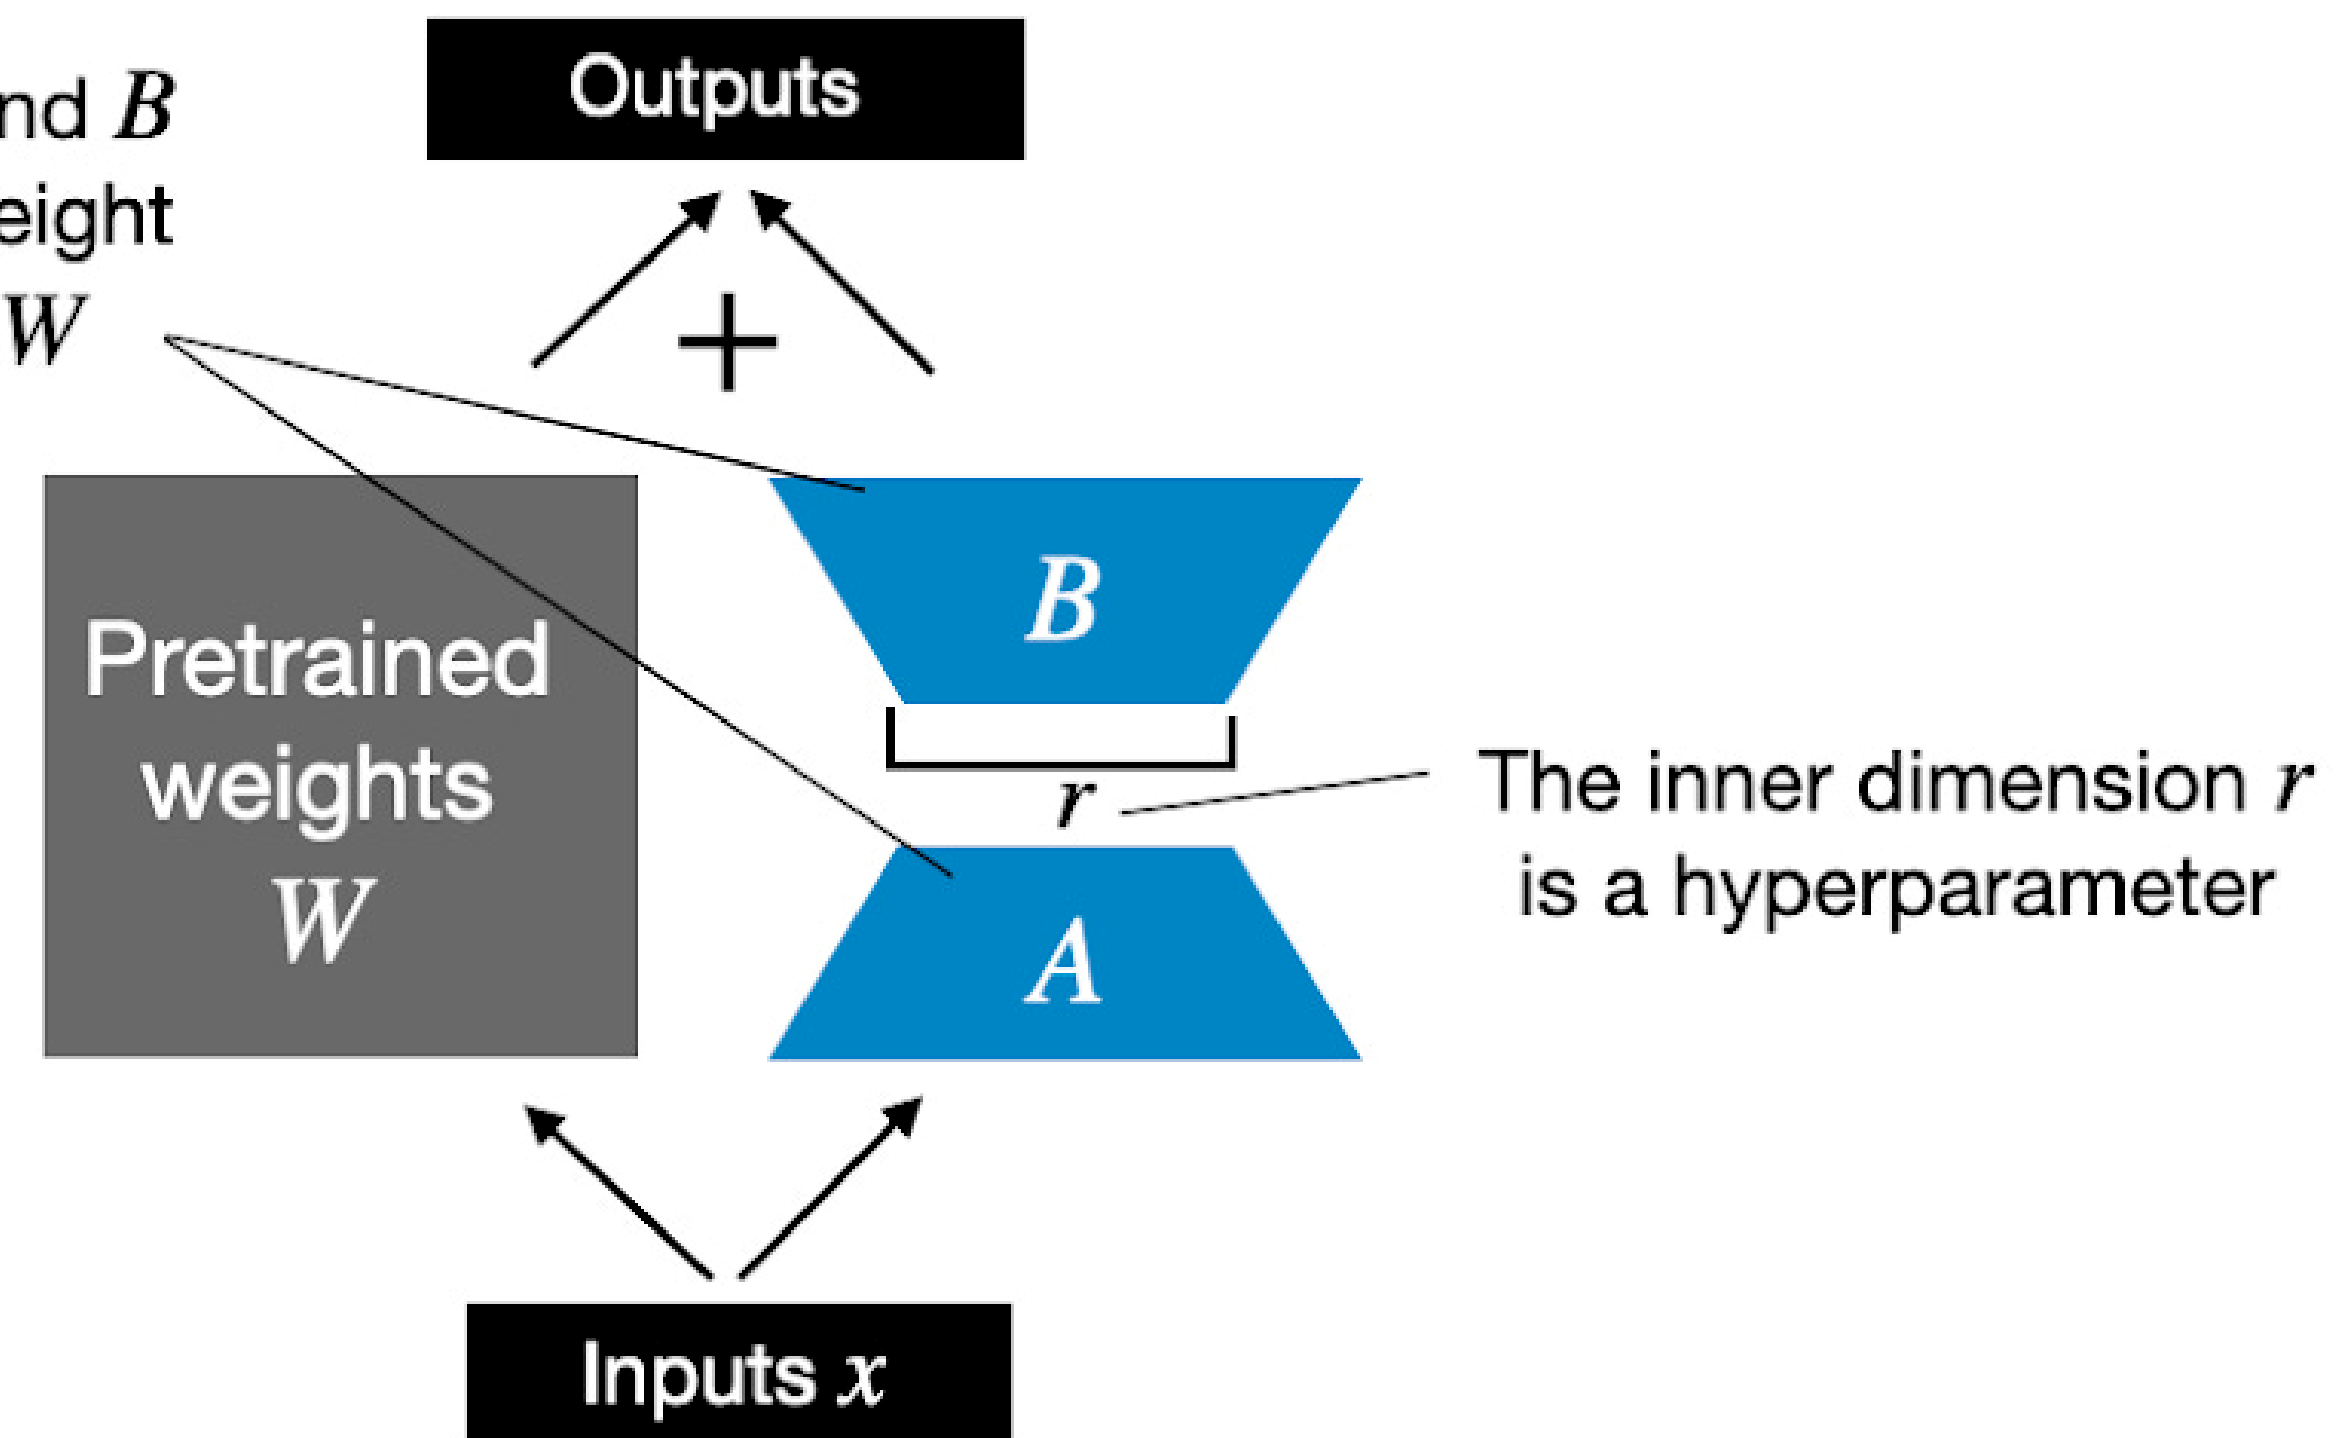 Outputs
nd B
eight
W
B
Pretrained
weights
W
r
The inner dimension r
is a hyperparameter
A
Inputs x